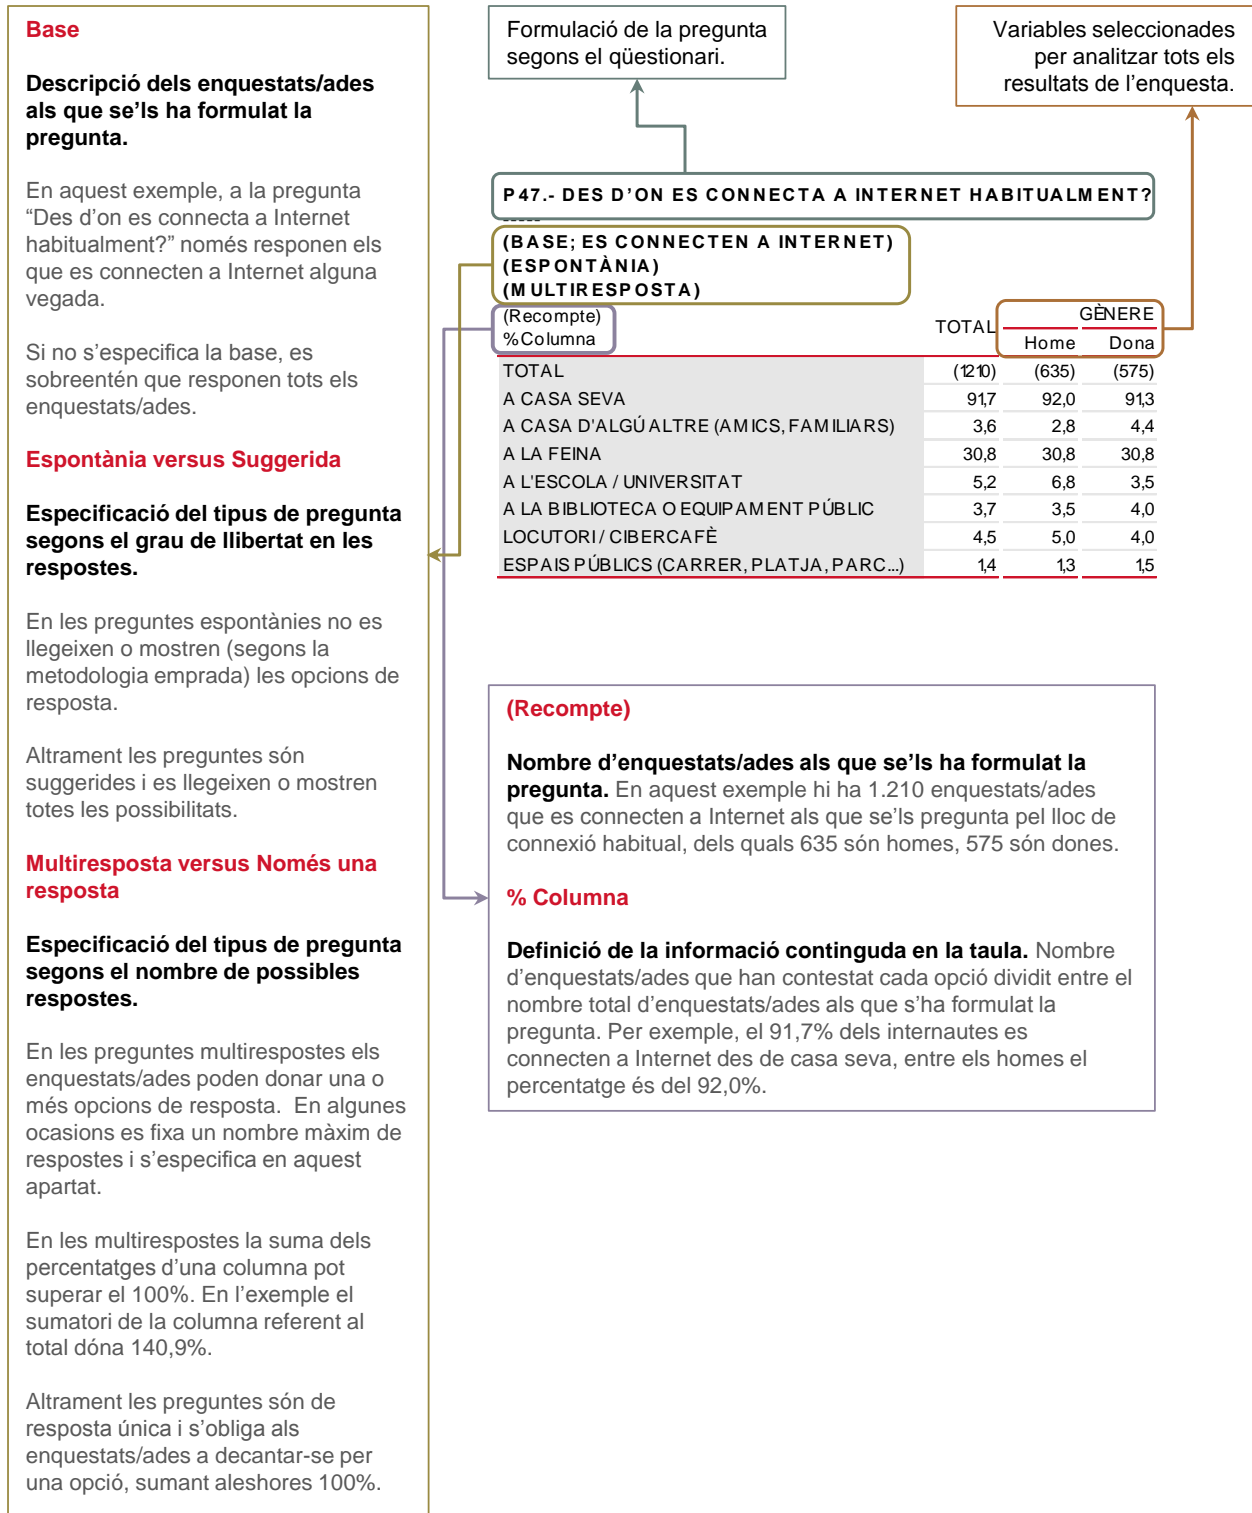 Base
Descripció dels enquestats/ades
als que se'ls ha formulat la
pregunta.
En aquest exemple, a la pregunta
“Des d’on es connecta a Internet
habitualment?” només responen els
que es connecten a Internet alguna
vegada.
Si no s’especifica la base, es
sobreentén que responen tots els
enquestats/ades.
Espontània versus Suggerida
Especificació del tipus de pregunta
segons el grau de llibertat en les
respostes.
En les preguntes espontànies no es
llegeixen o mostren (segons la
metodologia emprada) les opcions de
resposta.
Altrament les preguntes són
suggerides i es llegeixen o mostren
totes les possibilitats.
Multiresposta versus Només una
resposta
Especificació del tipus de pregunta
segons el nombre de possibles
respostes.
En les preguntes multirespostes els
enquestats/ades poden donar una o
més opcions de resposta. En algunes
ocasions es fixa un nombre màxim de
respostes i s’especifica en aquest
apartat.
En les multirespostes la suma dels
percentatges d’una columna pot
superar el 100%. En l’exemple el
sumatori de la columna referent al
total dóna 140,9%.
Altrament les preguntes són de
resposta única i s’obliga als
enquestats/ades a decantar-se per
una opció, sumant aleshores 100%.
Formulació de la pregunta
segons el qüestionari.
Variables seleccionades
per analitzar tots els
resultats de l’enquesta.
P47.- DES D’ON ES CONNECTA A INTERNET HABITUALMENT?
-----
(BASE; ES CONNECTEN A INTERNET)
(ESPONTÀNIA)
(MULTIRESPOSTA)
(Recompte)
%Columna
TOTAL
GÈNERE
Home Dona
TOTAL (1210) (635) (575)
A CASA SEVA 91,7 92,0 91,3
A CASA D'ALGÚ ALTRE (AMICS, FAMILIARS) 3,6 2,8 4,4
A LA FEINA 30,8 30,8 30,8
A L'ESCOLA / UNIVERSITAT 5,2 6,8 3,5
A LA BIBLIOTECA O EQUIPAMENT PÚBLIC 3,7 3,5 4,0
LOCUTORI / CIBERCAFÈ 4,5 5,0 4,0
ESPAIS PÚBLICS (CARRER, PLATJA, PARC...) 1,4 1,3 1,5
(Recompte)
Nombre d’enquestats/ades als que se’ls ha formulat la
pregunta. En aquest exemple hi ha 1.210 enquestats/ades
que es connecten a Internet als que se’ls pregunta pel lloc de
connexió habitual, dels quals 635 són homes, 575 són dones.
% Columna
Definició de la informació continguda en la taula. Nombre
d’enquestats/ades que han contestat cada opció dividit entre el
nombre total d’enquestats/ades als que s’ha formulat la
pregunta. Per exemple, el 91,7% dels internautes es
connecten a Internet des de casa seva, entre els homes el
percentatge és del 92,0%.